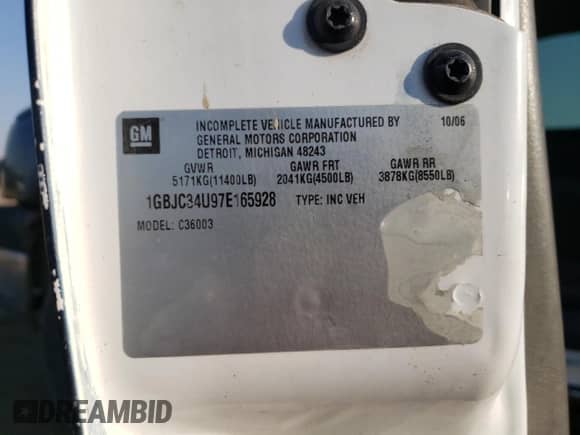 GM
INCOMPLETE VEHICLE MANUFACTURED BY 10/06
GENERAL MOTORS CORPORATION
DETROIT, MICHIGAN 48243
GVWR GAWR FRT GAWR RR
5171KG(11400LB) 2041KG(4500LB) 3878KG(8550LB)
1GBJC34U97E165928 TYPE: INC VEH
MODEL: C36003
DREAMBID